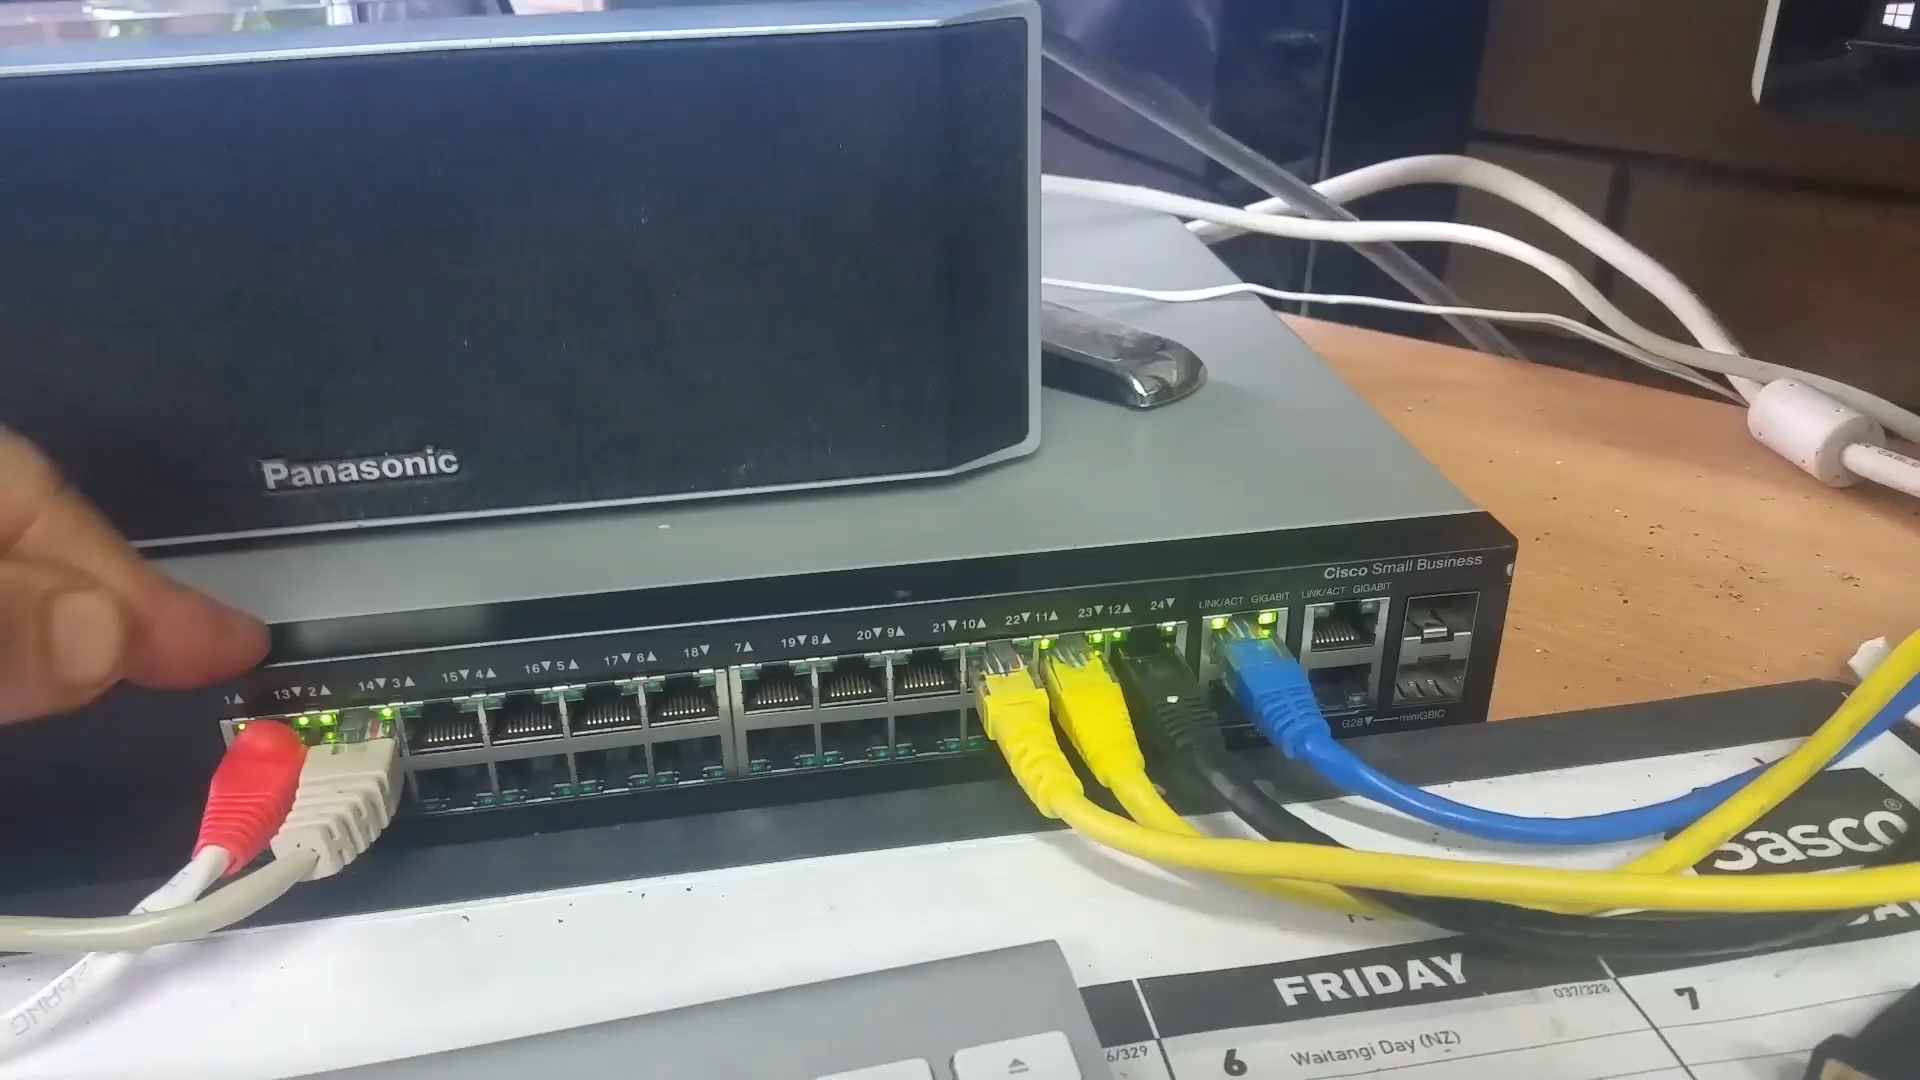 Panasonic
Cisco Small Business
LINK/ACT GIGABIT LINK/ACT GIGABIT
1▲ 13▼ 2▲ 14▼ 3▲ 15▼ 4▲ 16▼ 5▲ 17▼ 6▲ 18▼ 7▲ 19▼ 8▲ 20▼ 9▲ 21▼ 10▲ 22▼ 11▲ 23▼ 12▲ 24▼
G28▼ miniGBIC
sasco®
FRIDAY
037/328
7
6/329
6 Waitangi Day (NZ)